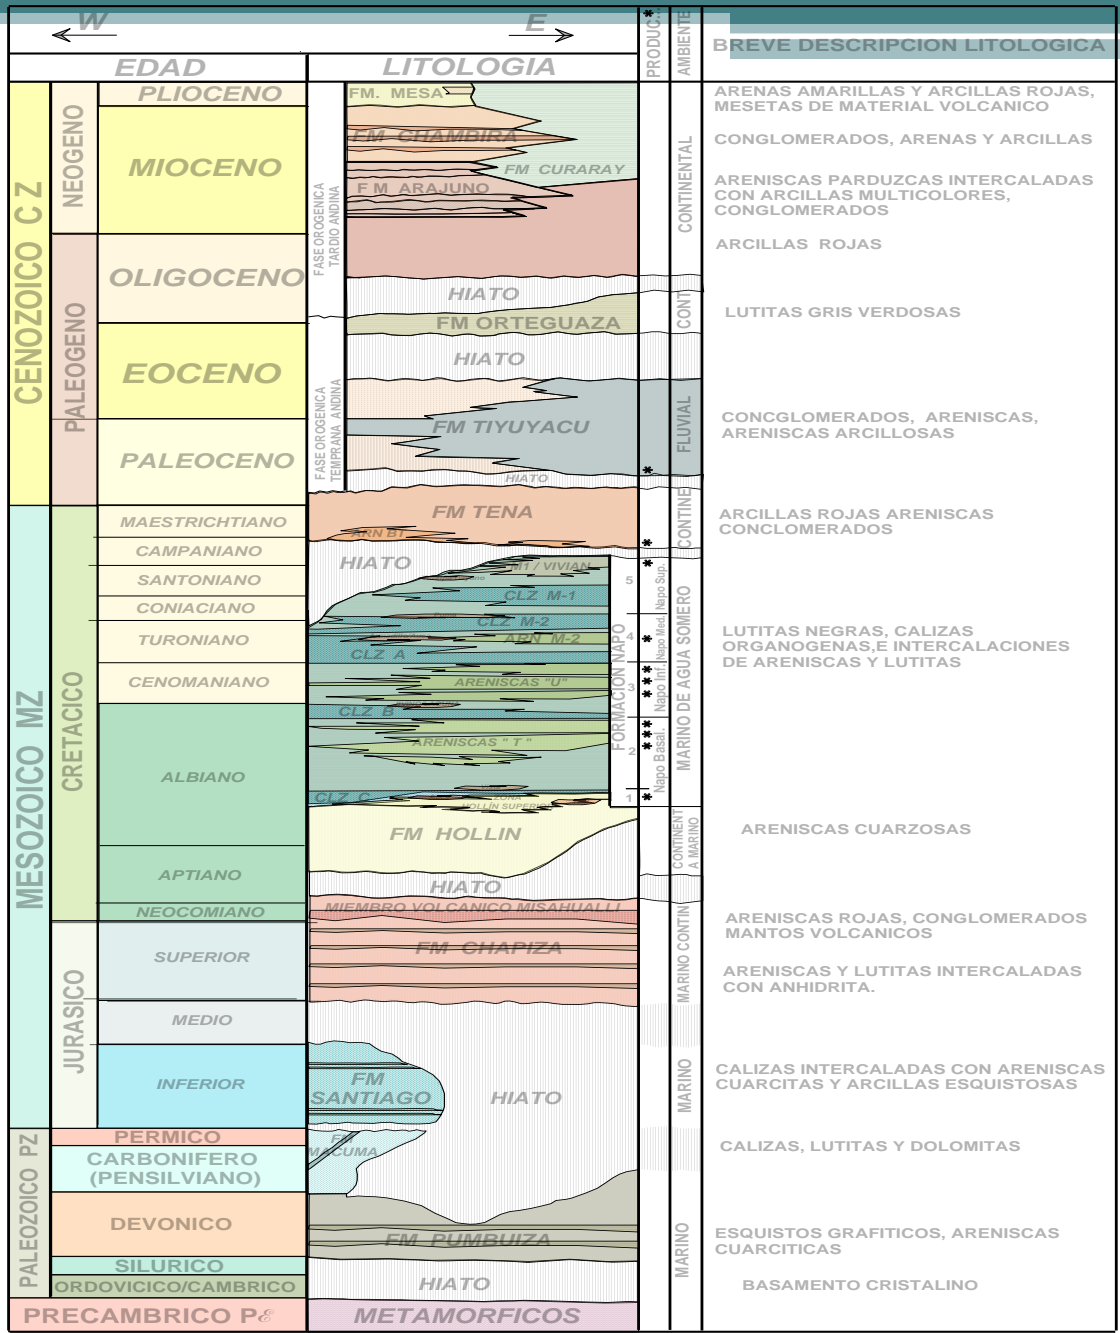 W
E
EDAD
LITOLOGIA
PRODUC...
*
AMBIENTE
BREVE DESCRIPCION LITOLOGICA
CENOZOICO C Z
NEOGENO
PLIOCENO
MIOCENO
PALEOGENO
OLIGOCENO
EOCENO
PALEOCENO
MESOZOICO MZ
CRETACICO
MAESTRICHTIANO
CAMPANIANO
SANTONIANO
CONIACIANO
TURONIANO
CENOMANIANO
ALBIANO
APTIANO
NEOCOMIANO
JURASICO
SUPERIOR
MEDIO
INFERIOR
PALEOZOICO PZ
PERMICO
CARBONIFERO
(PENSILVIANO)
DEVONICO
SILURICO
ORDOVICICO/CAMBRICO
PRECAMBRICO Pℰ
FASE OROGENICA
TARDIO ANDINA
FASE OROGENICA
TEMPRANA ANDINA
FM. MESA
FM CHAMBIRA
FM CURARAY
F M ARAJUNO
HIATO
FM ORTEGUAZA
HIATO
FM TIYUYACU
HIATO
FM TENA
ARN BT
HIATO
M1 / VIVIAN
CLZ M-1
CLZ M-2
ARN M-2
CLZ A
ARENISCAS "U"
CLZ B
ARENISCAS " T "
CLZ C
ZONA
HOLLIN SUPERIOR
FM HOLLIN
HIATO
MIEMBRO VOLCANICO MISAHUALLI
FM CHAPIZA
FM
SANTIAGO
HIATO
FM
MACUMA
FM PUMBUIZA
HIATO
METAMORFICOS
FORMACION NAPO
5
4
3
2
1
Napo Sup.
Napo Med.
Napo Inf.
Napo Basal.
CONTINENTAL
CONT
FLUVIAL
CONTINE
MARINO DE AGUA SOMERO
CONTINENT
A MARINO
MARINO CONTIN
MARINO
MARINO
ARENAS AMARILLAS Y ARCILLAS ROJAS,
MESETAS DE MATERIAL VOLCANICO
CONGLOMERADOS, ARENAS Y ARCILLAS
ARENISCAS PARDUZCAS INTERCALADAS
CON ARCILLAS MULTICOLORES,
CONGLOMERADOS
ARCILLAS ROJAS
LUTITAS GRIS VERDOSAS
CONCGLOMERADOS, ARENISCAS,
ARENISCAS ARCILLOSAS
ARCILLAS ROJAS ARENISCAS
CONCLOMERADOS
LUTITAS NEGRAS, CALIZAS
ORGANOGENAS,E INTERCALACIONES
DE ARENISCAS Y LUTITAS
ARENISCAS CUARZOSAS
ARENISCAS ROJAS, CONGLOMERADOS
MANTOS VOLCANICOS
ARENISCAS Y LUTITAS INTERCALADAS
CON ANHIDRITA.
CALIZAS INTERCALADAS CON ARENISCAS
CUARCITAS Y ARCILLAS ESQUISTOSAS
CALIZAS, LUTITAS Y DOLOMITAS
ESQUISTOS GRAFITICOS, ARENISCAS
CUARCITICAS
BASAMENTO CRISTALINO